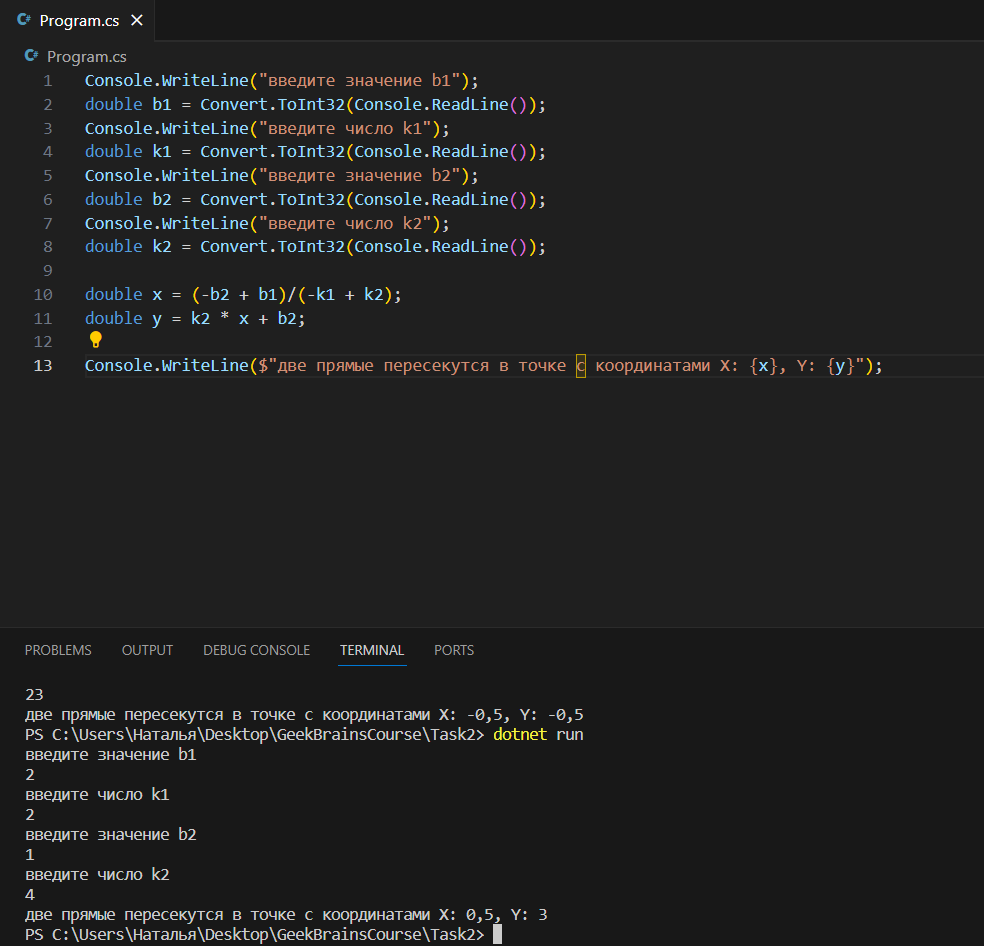 Program.cs
Program.cs
1 Console.WriteLine("введите значение b1");
2 double b1 = Convert.ToInt32(Console.ReadLine());
3 Console.WriteLine("введите число k1");
4 double k1 = Convert.ToInt32(Console.ReadLine());
5 Console.WriteLine("введите значение b2");
6 double b2 = Convert.ToInt32(Console.ReadLine());
7 Console.WriteLine("введите число k2");
8 double k2 = Convert.ToInt32(Console.ReadLine());
9
10 double x = (-b2 + b1)/(-k1 + k2);
11 double y = k2 * x + b2;
12
13 Console.WriteLine($"две прямые пересекутся в точке с координатами X: {x}, Y: {y}");
PROBLEMS OUTPUT DEBUG CONSOLE TERMINAL PORTS
23
две прямые пересекутся в точке с координатами X: -0,5, Y: -0,5
PS C:\Users\Наталья\Desktop\GeekBrainsCourse\Task2> dotnet run
введите значение b1
2
введите число k1
2
введите значение b2
1
введите число k2
4
две прямые пересекутся в точке с координатами X: 0,5, Y: 3
PS C:\Users\Наталья\Desktop\GeekBrainsCourse\Task2>